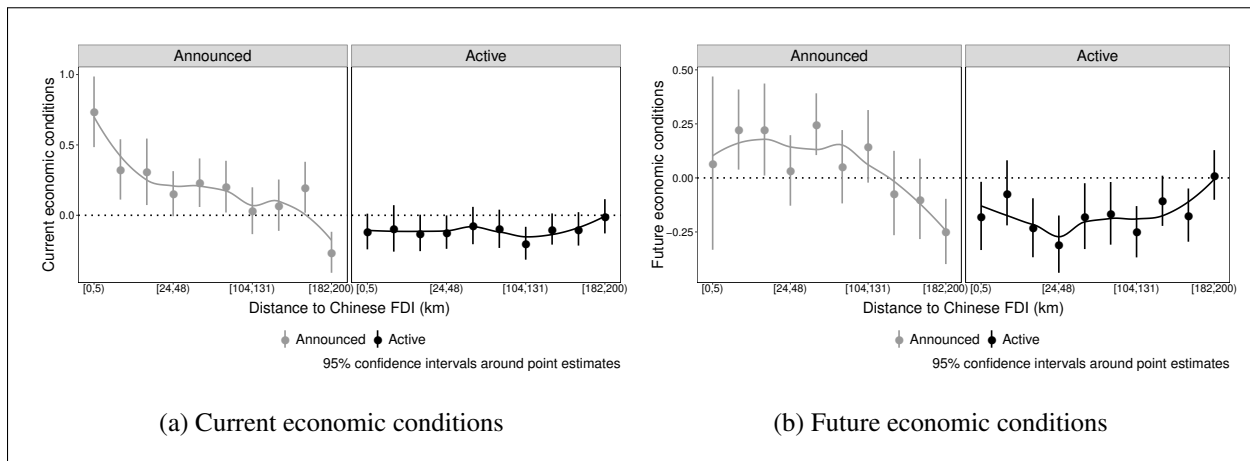 Announced
Active
Current economic conditions
1.0
0.5
0.0
[0,5)
[24,48)
[104,131)
[182,200)
[0,5)
[24,48)
[104,131)
[182,200)
Distance to Chinese FDI (km)
Announced
Active
95% confidence intervals around point estimates
(a) Current economic conditions
Announced
Active
Future economic conditions
0.50
0.25
0.00
−0.25
[0,5)
[24,48)
[104,131)
[182,200)
[0,5)
[24,48)
[104,131)
[182,200)
Distance to Chinese FDI (km)
Announced
Active
95% confidence intervals around point estimates
(b) Future economic conditions